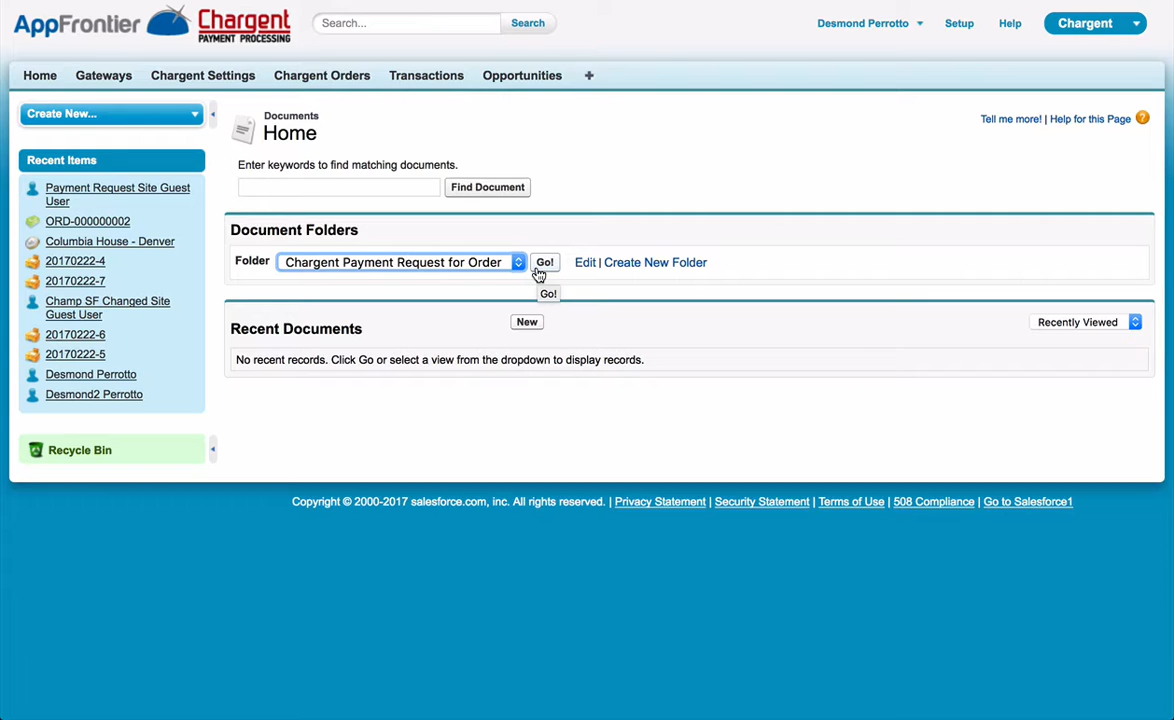 AppFrontier Chargent
PAYMENT PROCESSING
Search... Search
Desmond Perrotto Setup Help Chargent
Home Gateways Chargent Settings Chargent Orders Transactions Opportunities +
Create New...
Recent Items
Payment Request Site Guest
User
ORD-000000002
Columbia House - Denver
20170222-4
20170222-7
Champ SF Changed Site
Guest User
20170222-6
20170222-5
Desmond Perrotto
Desmond2 Perrotto
Recycle Bin
Documents
Home
Tell me more! | Help for this Page ?
Enter keywords to find matching documents.
Find Document
Document Folders
Folder Chargent Payment Request for Order Go! Edit | Create New Folder
Go!
Recent Documents New Recently Viewed
No recent records. Click Go or select a view from the dropdown to display records.
Copyright © 2000-2017 salesforce.com, inc. All rights reserved. | Privacy Statement | Security Statement | Terms of Use | 508 Compliance | Go to Salesforce1